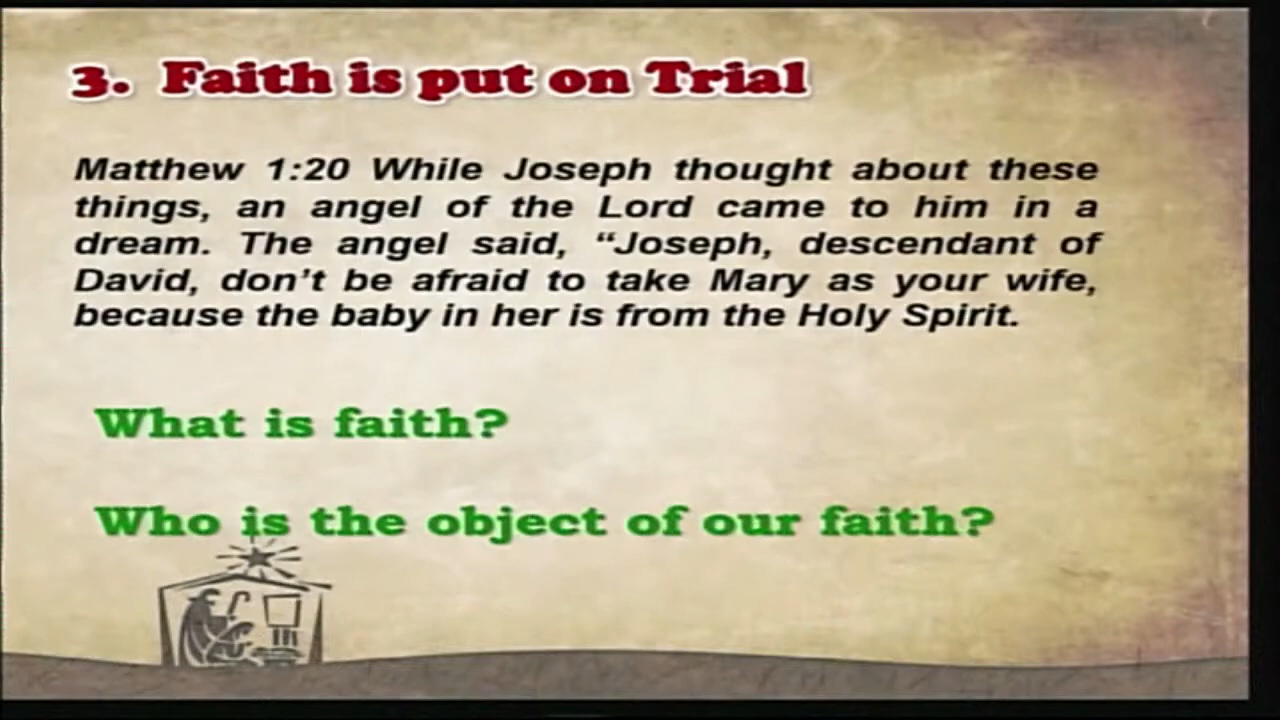 3. Faith is put on Trial
Matthew 1:20 While Joseph thought about these
things, an angel of the Lord came to him in a
dream. The angel said, “Joseph, descendant of
David, don’t be afraid to take Mary as your wife,
because the baby in her is from the Holy Spirit.
What is faith?
Who is the object of our faith?